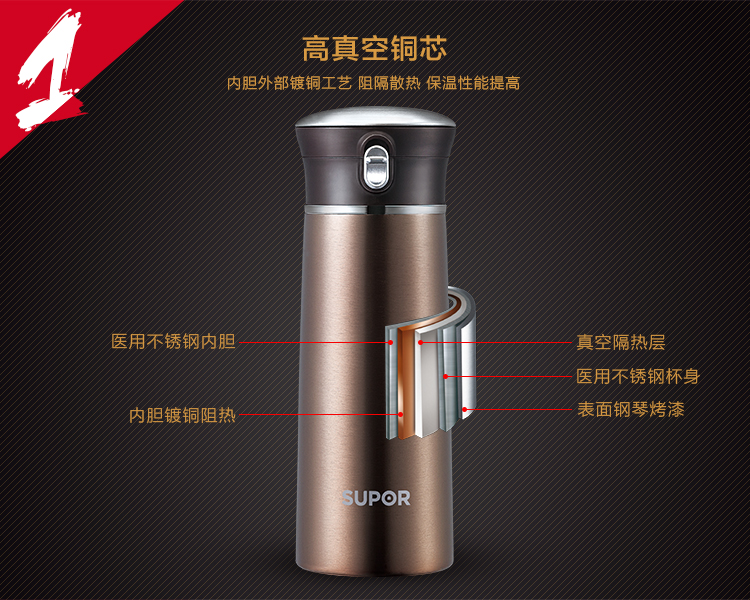 1
高真空铜芯
内胆外部镀铜工艺 阻隔散热 保温性能提高
医用不锈钢内胆
真空隔热层
医用不锈钢杯身
内胆镀铜阻热
表面钢琴烤漆
SUPOR